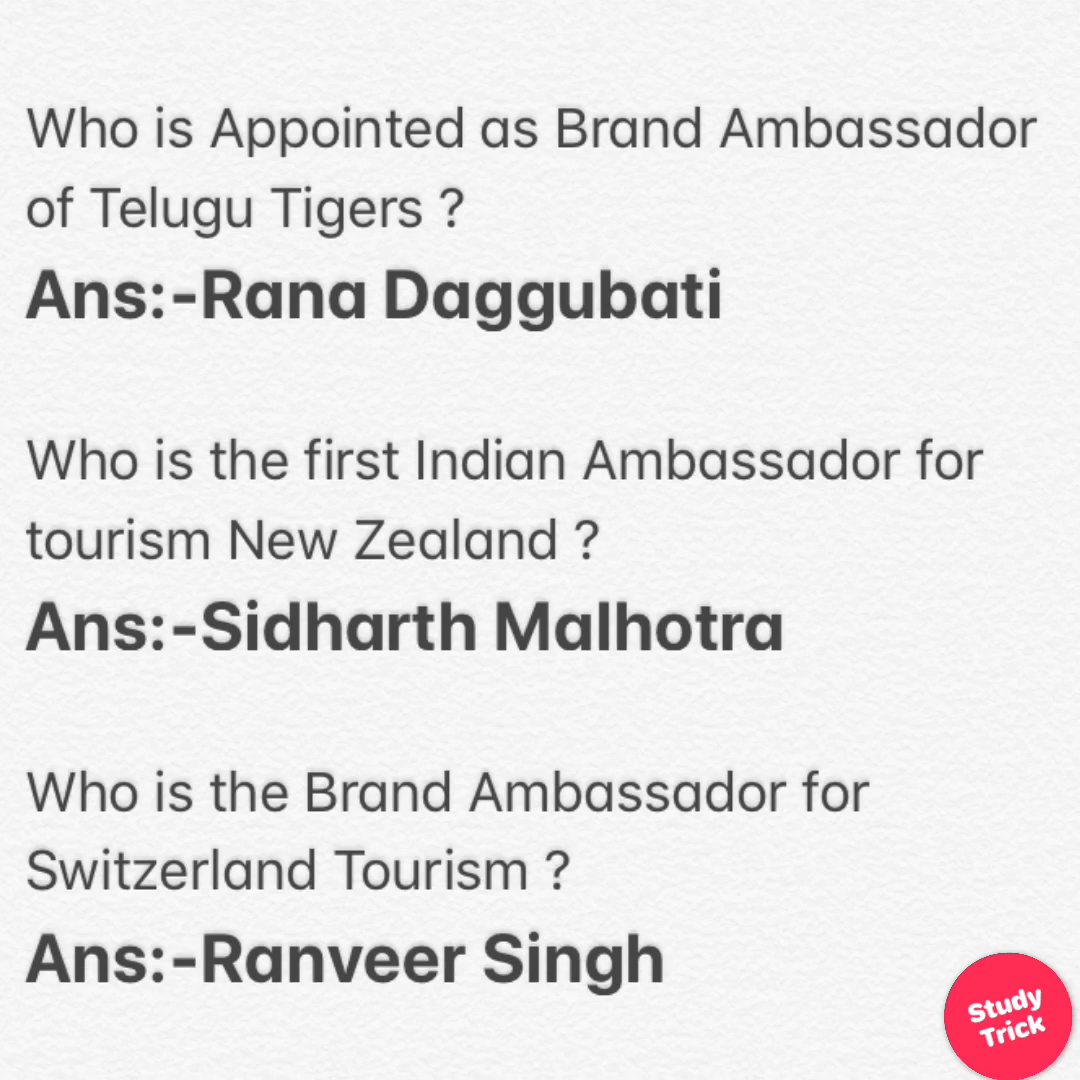 Who is Appointed as Brand Ambassador
of Telugu Tigers ?
Ans:-Rana Daggubati
Who is the first Indian Ambassador for
tourism New Zealand ?
Ans:-Sidharth Malhotra
Who is the Brand Ambassador for
Switzerland Tourism ?
Ans:-Ranveer Singh
Study
Trick